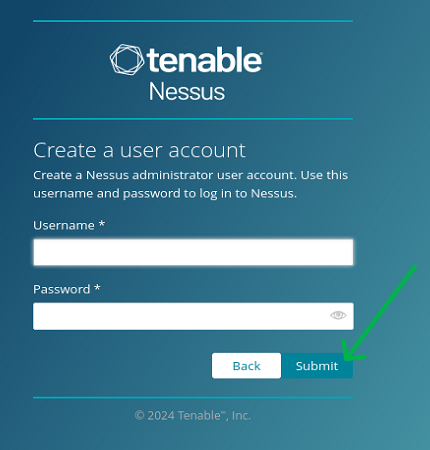 tenable
Nessus
Create a user account
Create a Nessus administrator user account. Use this
username and password to log in to Nessus.
Username *
Password *
Back Submit
© 2024 Tenable™, Inc.